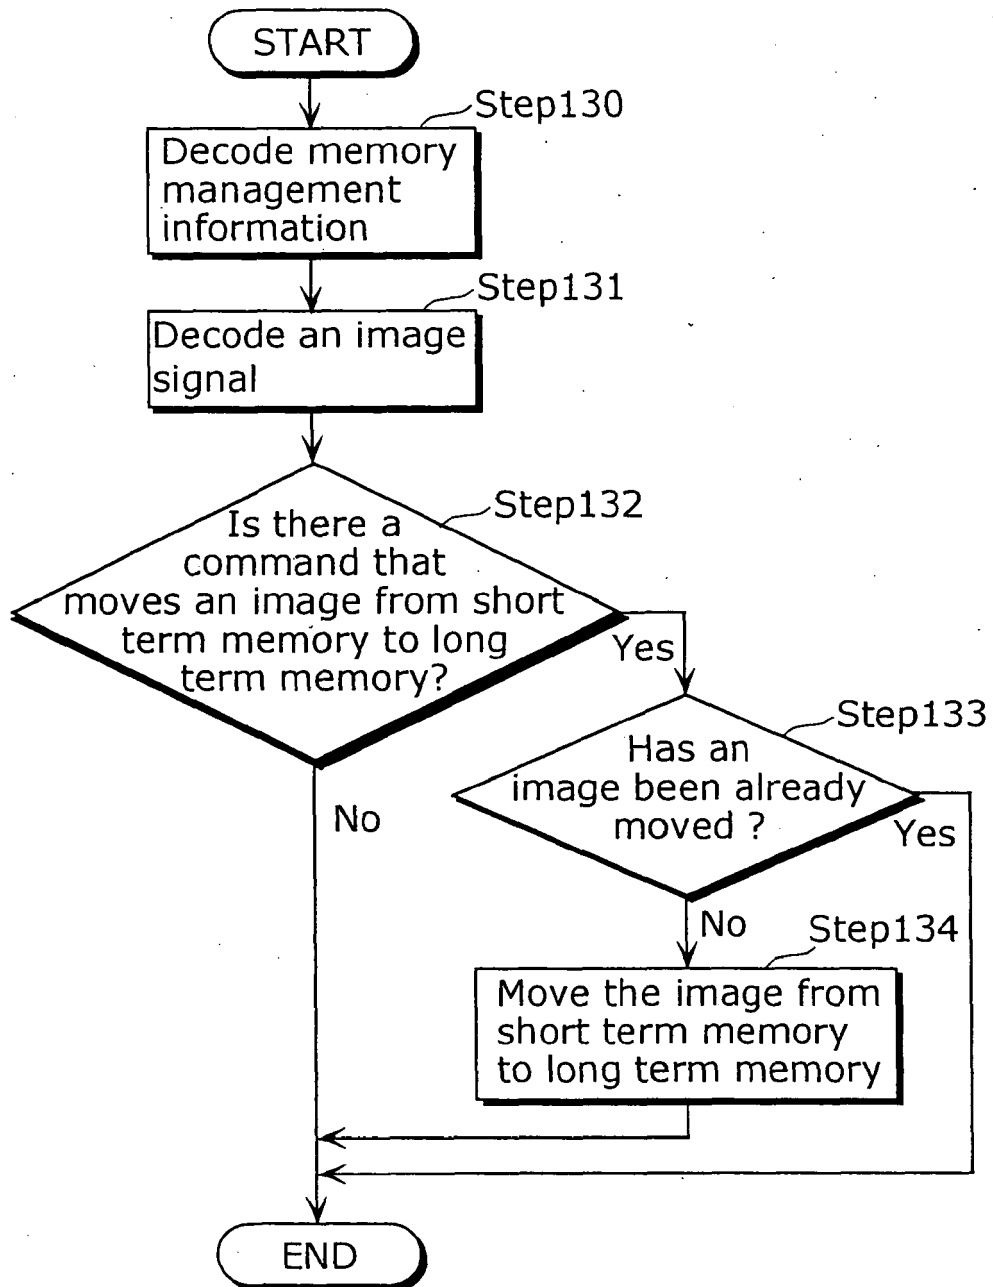 START
Step130
Decode memory
management
information
Step131
Decode an image
signal
Step132
Is there a
command that
moves an image from short
term memory to long
term memory?
Yes
No
Step133
Has an
image been already
moved ?
Yes
No
Step134
Move the image from
short term memory
to long term memory
END